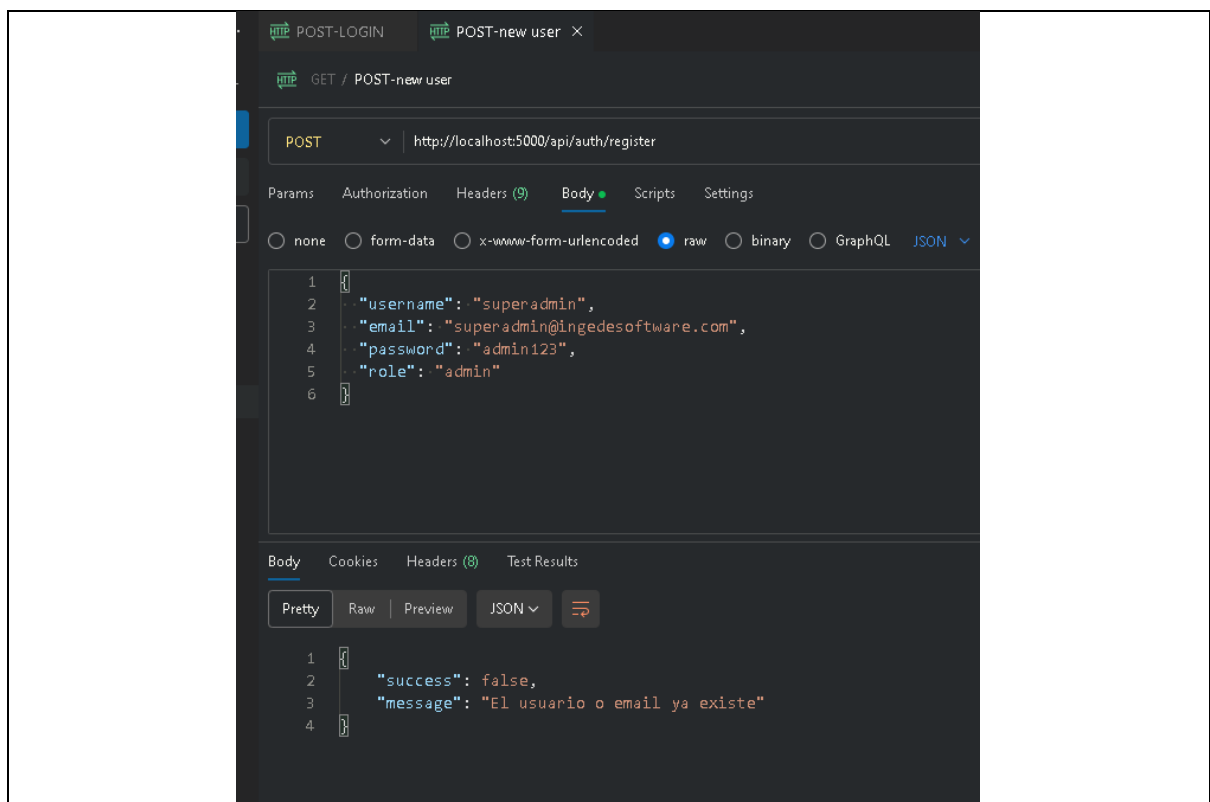 HTTP POST-LOGIN HTTP POST-new user ×
HTTP GET / POST-new user
POST http://localhost:5000/api/auth/register
Params Authorization Headers (9) Body Scripts Settings
none form-data x-www-form-urlencoded raw binary GraphQL JSON
1 {
2 "username": "superadmin",
3 "email": "superadmin@ingedesoftware.com",
4 "password": "admin123",
5 "role": "admin"
6 }
Body Cookies Headers (8) Test Results
Pretty Raw Preview JSON
1 {
2 "success": false,
3 "message": "El usuario o email ya existe"
4 }